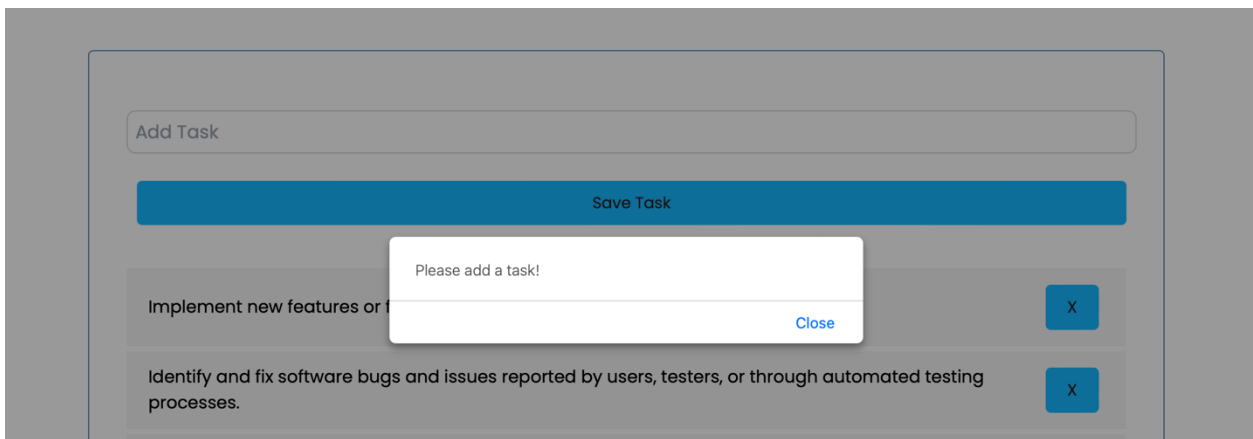 Add Task
Save Task
Please add a task!
Close
Implement new features or
X
Identify and fix software bugs and issues reported by users, testers, or through automated testing
processes.
X